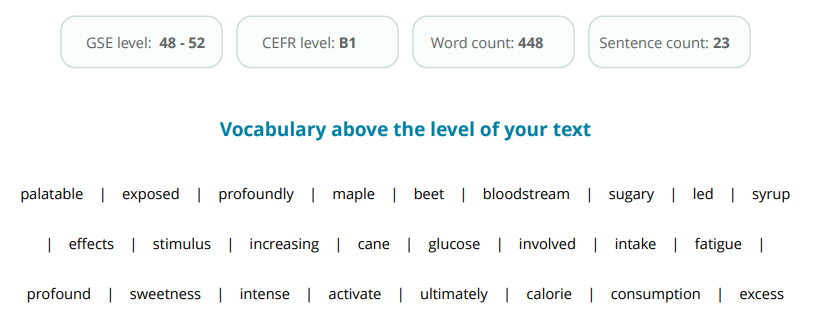 GSE level: 48 - 52 CEFR level: B1 Word count: 448 Sentence count: 23
Vocabulary above the level of your text
palatable | exposed | profoundly | maple | beet | bloodstream | sugary | led | syrup
| effects | stimulus | increasing | cane | glucose | involved | intake | fatigue |
profound | sweetness | intense | activate | ultimately | calorie | consumption | excess